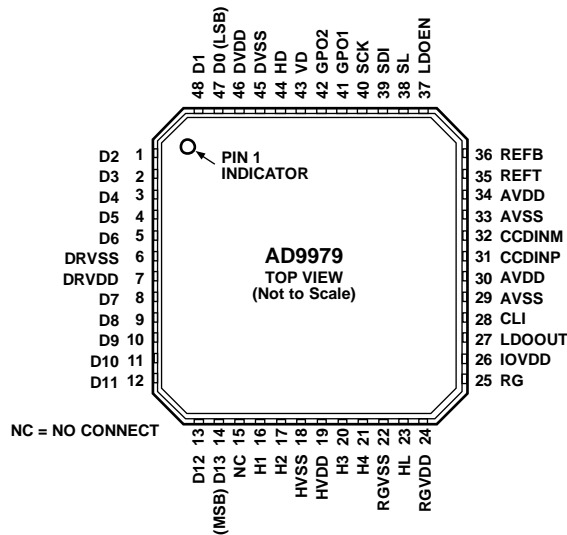 48 D1
47 D0 (LSB)
46 DVDD
45 DVSS
44 HD
43 VD
42 GPO2
41 GPO1
40 SCK
39 SDI
38 SL
37 LDOEN
D2 1
D3 2
D4 3
D5 4
D6 5
DRVSS 6
DRVDD 7
D7 8
D8 9
D9 10
D10 11
D11 12
PIN 1
INDICATOR
AD9979
TOP VIEW
(Not to Scale)
36 REFB
35 REFT
34 AVDD
33 AVSS
32 CCDINM
31 CCDINP
30 AVDD
29 AVSS
28 CLI
27 LDOOUT
26 IOVDD
25 RG
NC = NO CONNECT
D12 13
(MSB) D13 14
NC 15
H1 16
H2 17
HVSS 18
HVDD 19
H3 20
H4 21
RGVSS 22
HL 23
RGVDD 24